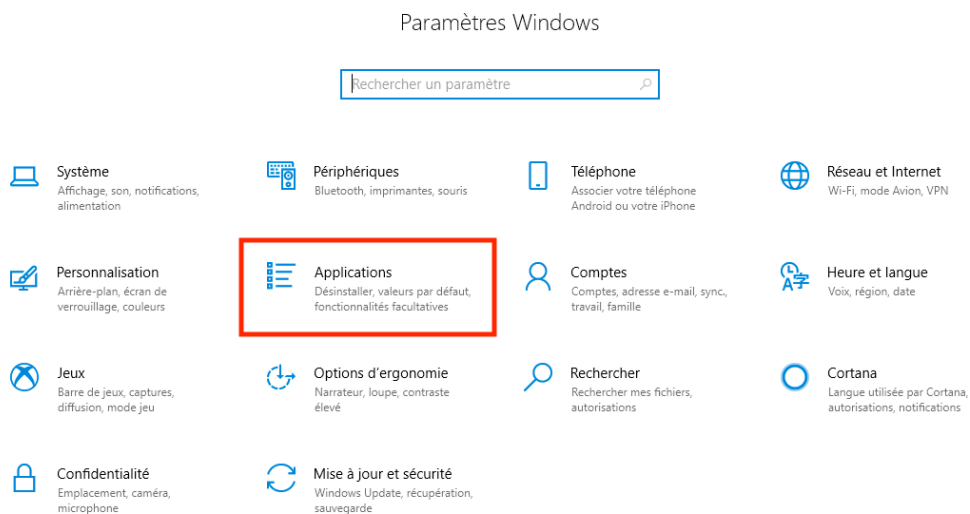 Paramètres Windows
Rechercher un paramètre
Système
Affichage, son, notifications,
alimentation
Périphériques
Bluetooth, imprimantes, souris
Téléphone
Associer votre téléphone
Android ou votre iPhone
Réseau et Internet
Wi-Fi, mode Avion, VPN
Personnalisation
Arrière-plan, écran de
verrouillage, couleurs
Applications
Désinstaller, valeurs par défaut,
fonctionnalités facultatives
Comptes
Comptes, adresse e-mail, sync.,
travail, famille
Heure et langue
Voix, région, date
Jeux
Barre de jeux, captures,
diffusion, mode jeu
Options d'ergonomie
Narrateur, loupe, contraste
élevé
Rechercher
Rechercher mes fichiers,
autorisations
Cortana
Langue utilisée par Cortana,
autorisations, notifications
Confidentialité
Emplacement, caméra,
microphone
Mise à jour et sécurité
Windows Update, récupération,
sauvegarde